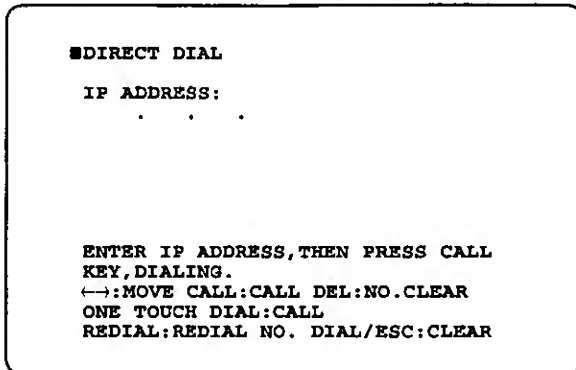 ■DIRECT DIAL
IP ADDRESS:
. . .
ENTER IP ADDRESS,THEN PRESS CALL
KEY,DIALING.
←→:MOVE CALL:CALL DEL:NO.CLEAR
ONE TOUCH DIAL:CALL
REDIAL:REDIAL NO. DIAL/ESC:CLEAR